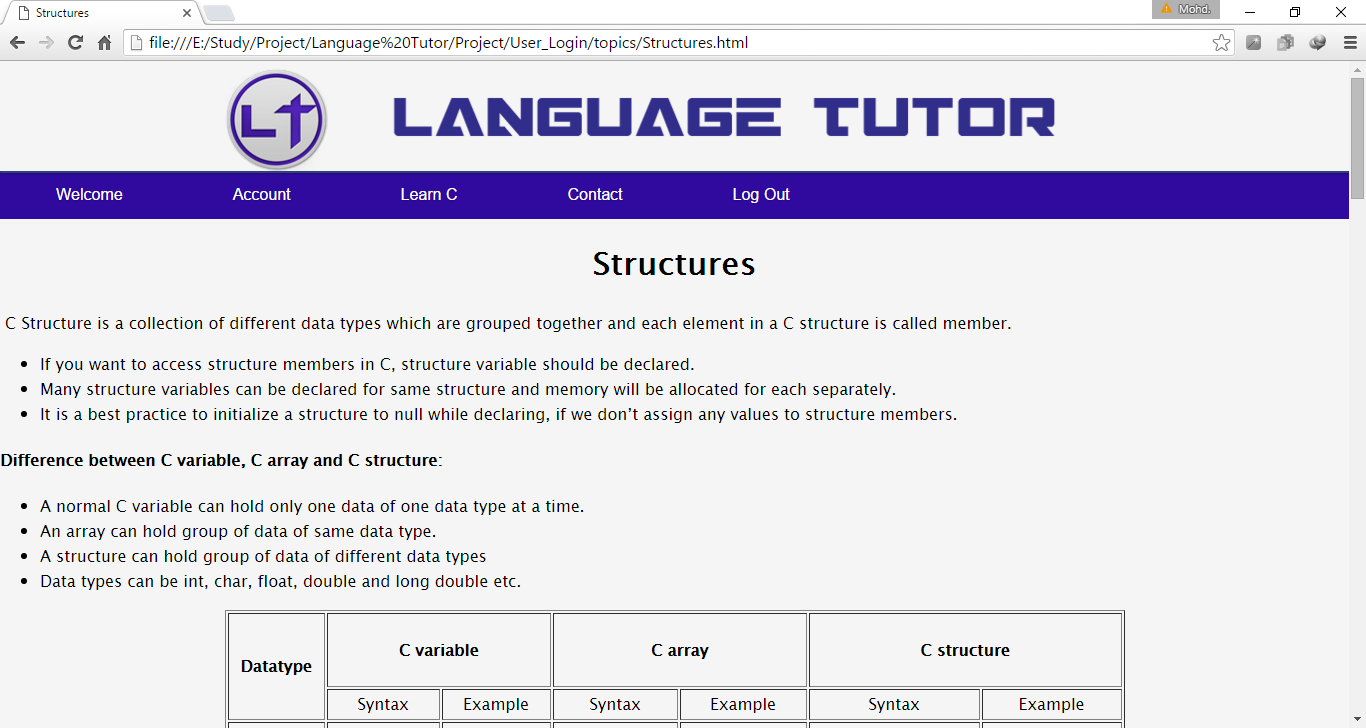 Structures
Mohd.
file:///E:/Study/Project/Language%20Tutor/Project/User_Login/topics/Structures.html
LT LANGUAGE TUTOR
Welcome Account Learn C Contact Log Out
Structures
C Structure is a collection of different data types which are grouped together and each element in a C structure is called member.
• If you want to access structure members in C, structure variable should be declared.
• Many structure variables can be declared for same structure and memory will be allocated for each separately.
• It is a best practice to initialize a structure to null while declaring, if we don’t assign any values to structure members.
Difference between C variable, C array and C structure:
• A normal C variable can hold only one data of one data type at a time.
• An array can hold group of data of same data type.
• A structure can hold group of data of different data types
• Data types can be int, char, float, double and long double etc.
Datatype C variable C array C structure
Syntax Example Syntax Example Syntax Example